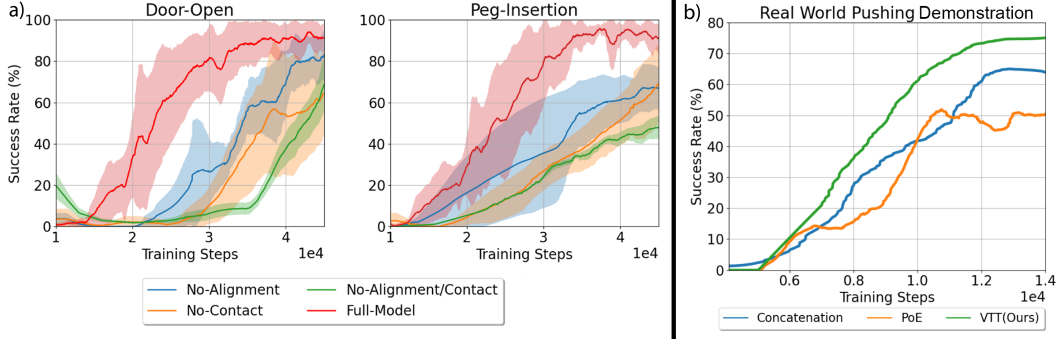 a)
Door-Open
Success Rate (%)
100
80
60
40
20
0
1
2
3
4
1e4
Training Steps
Peg-Insertion
100
80
60
40
20
0
1
2
3
4
1e4
Training Steps
No-Alignment
No-Contact
No-Alignment/Contact
Full-Model
b)
Real World Pushing Demonstration
Success Rate (%)
80
70
60
50
40
30
20
10
0
0.6
0.8
1.0
1.2
1.4
1e4
Training Steps
Concatenation
PoE
VTT(Ours)